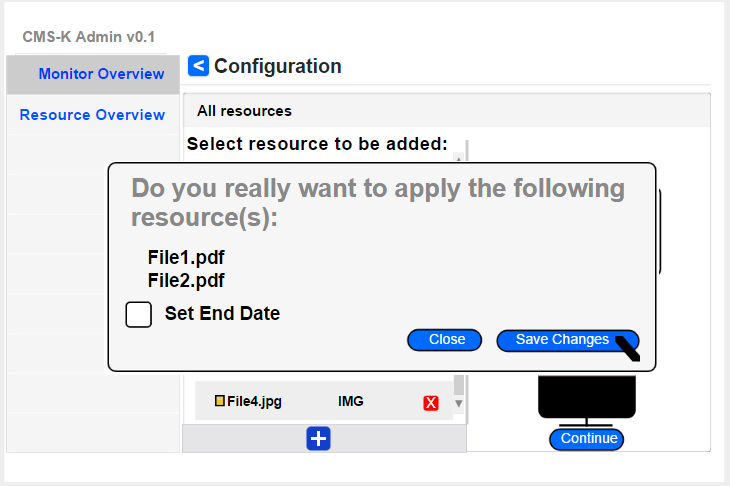 CMS-K Admin v0.1
Monitor Overview
Resource Overview
< Configuration
All resources
Select resource to be added:
Do you really want to apply the following
resource(s):
File1.pdf
File2.pdf
Set End Date
Close Save Changes
File4.jpg IMG X
+
Continue